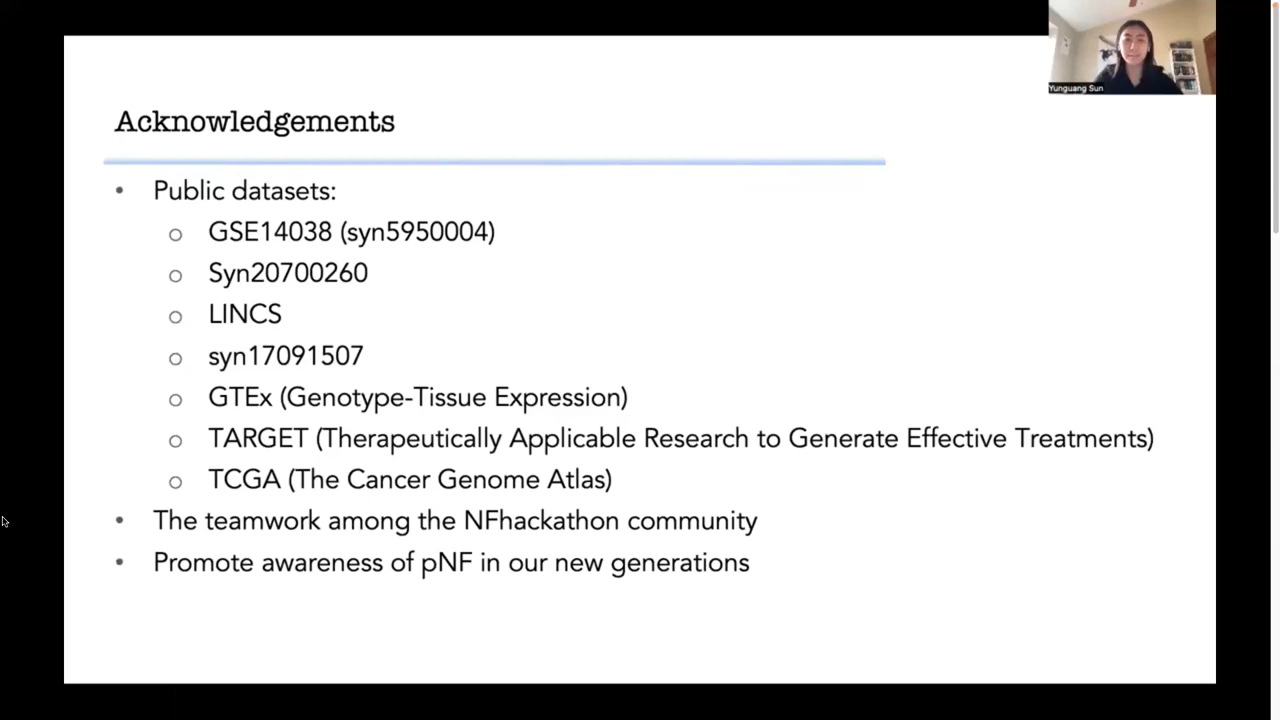 Yunguang Sun
Acknowledgements
• Public datasets:
o GSE14038 (syn5950004)
o Syn20700260
o LINCS
o syn17091507
o GTEx (Genotype-Tissue Expression)
o TARGET (Therapeutically Applicable Research to Generate Effective Treatments)
o TCGA (The Cancer Genome Atlas)
• The teamwork among the NFhackathon community
• Promote awareness of pNF in our new generations